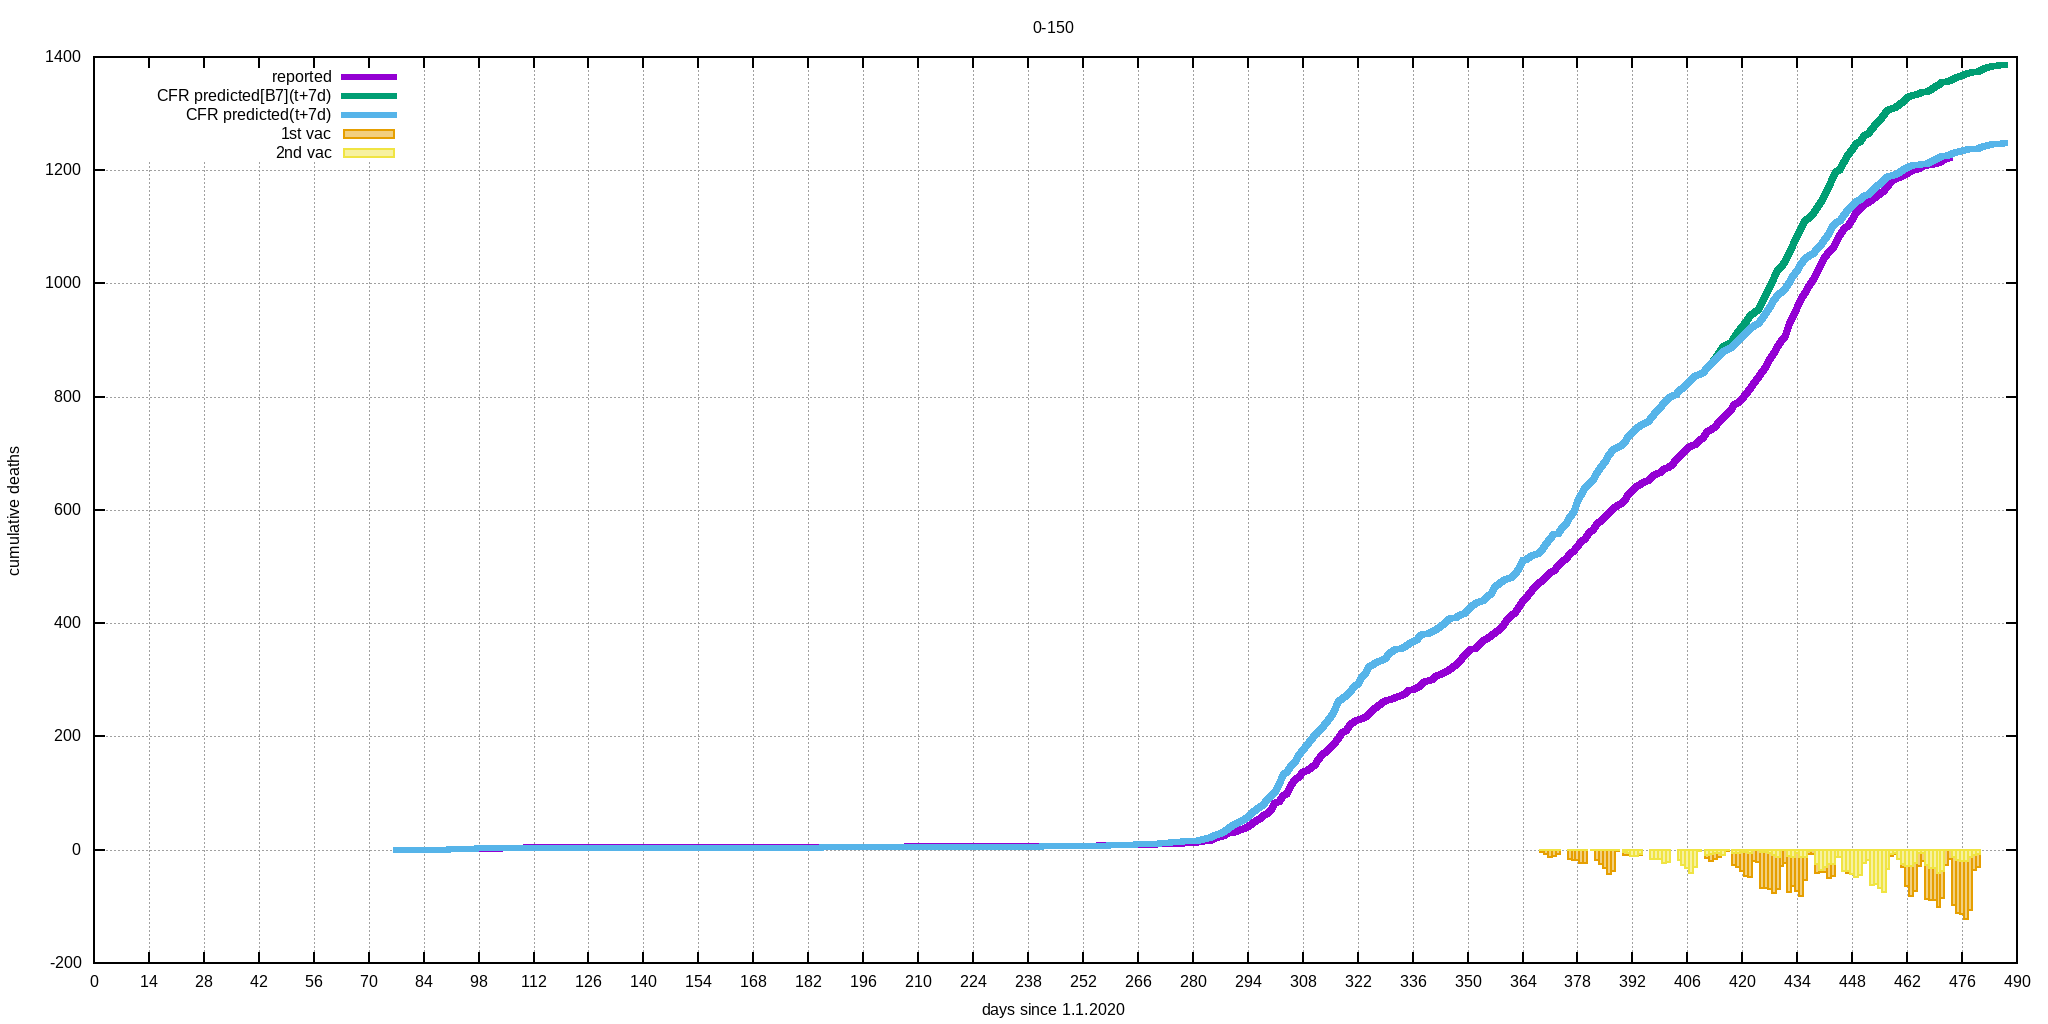 0-150
reported
CFR predicted[B7](t+7d)
CFR predicted(t+7d)
1st vac
2nd vac
1400
1200
1000
800
600
400
200
0
-200
cumulative deaths
0 14 28 42 56 70 84 98 112 126 140 154 168 182 196 210 224 238 252 266 280 294 308 322 336 350 364 378 392 406 420 434 448 462 476 490
days since 1.1.2020